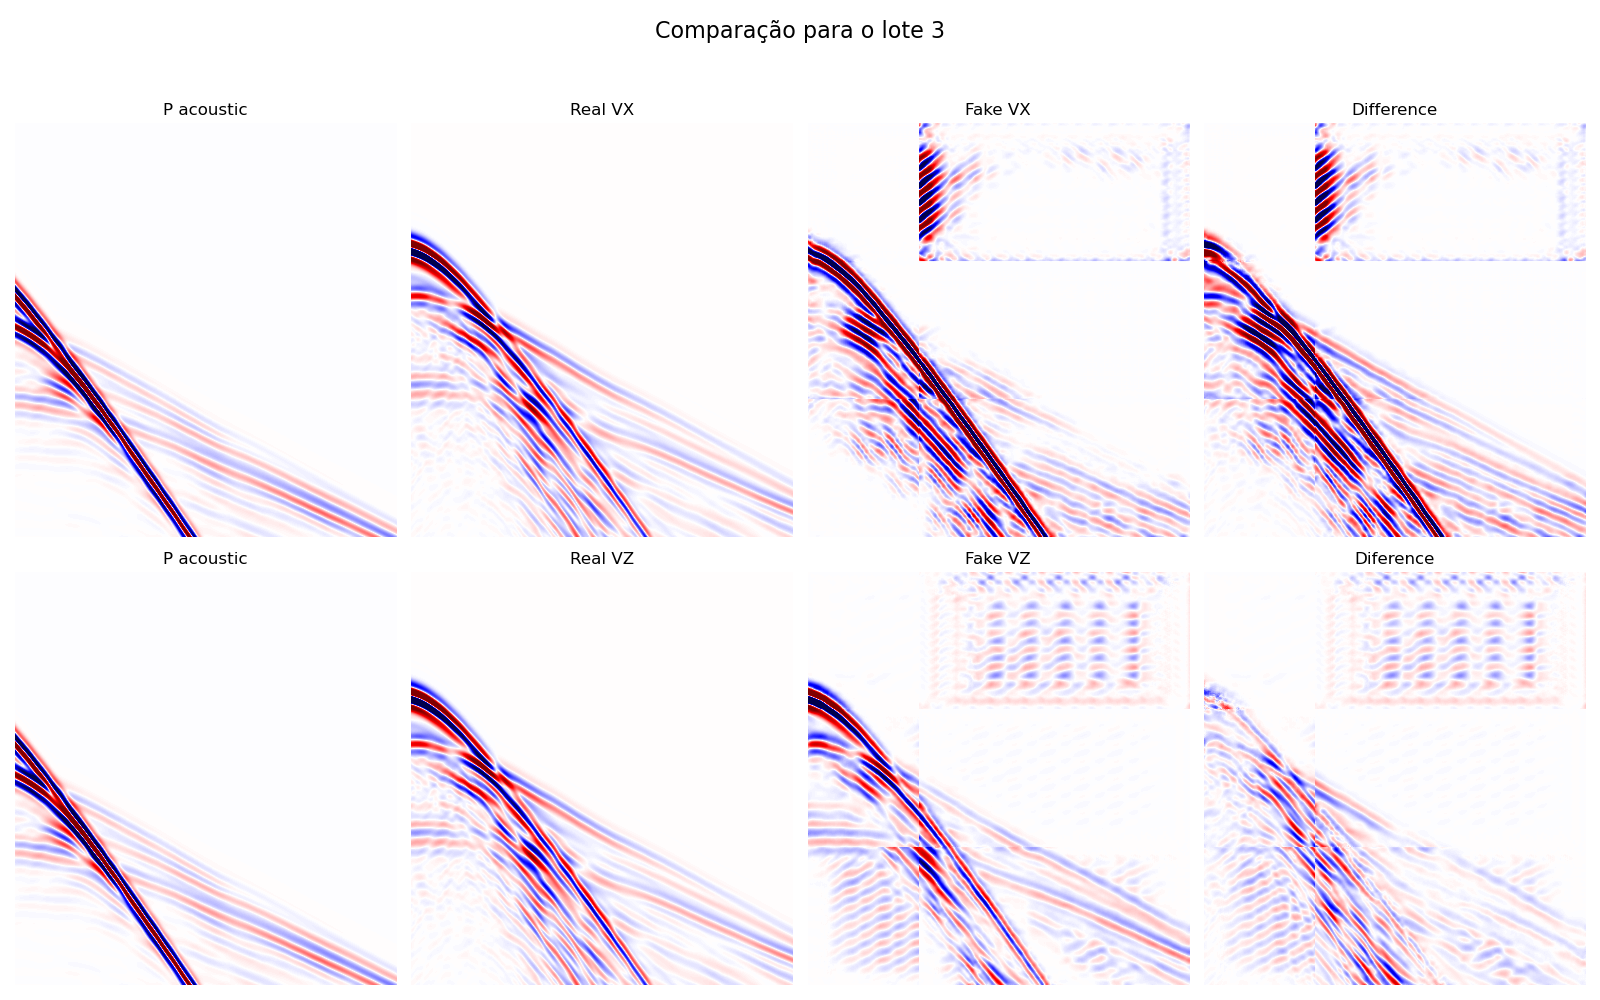 Comparação para o lote 3
P acoustic
Real VX
Fake VX
Difference
P acoustic
Real VZ
Fake VZ
Diference